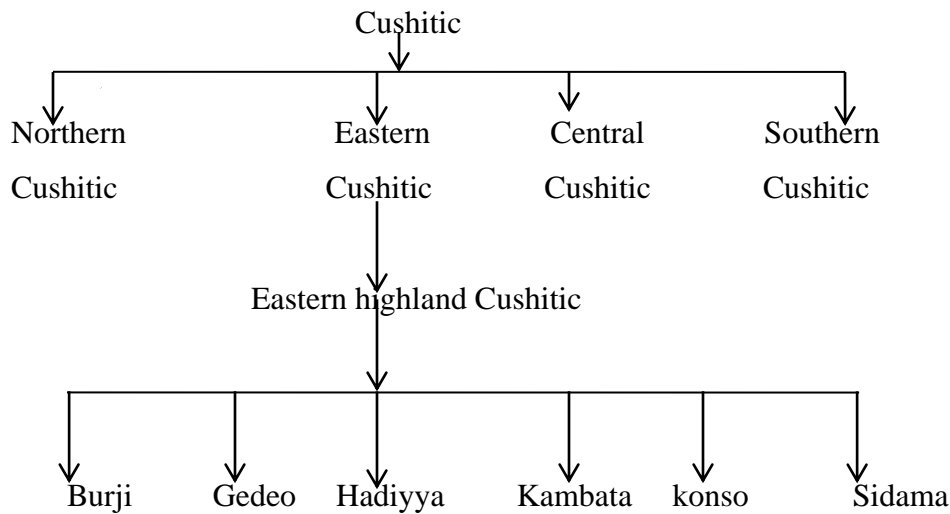 Cushitic
Northern Eastern Central Southern
Cushitic Cushitic Cushitic Cushitic
Eastern highland Cushitic
Burji Gedeo Hadiyya Kambata konso Sidama